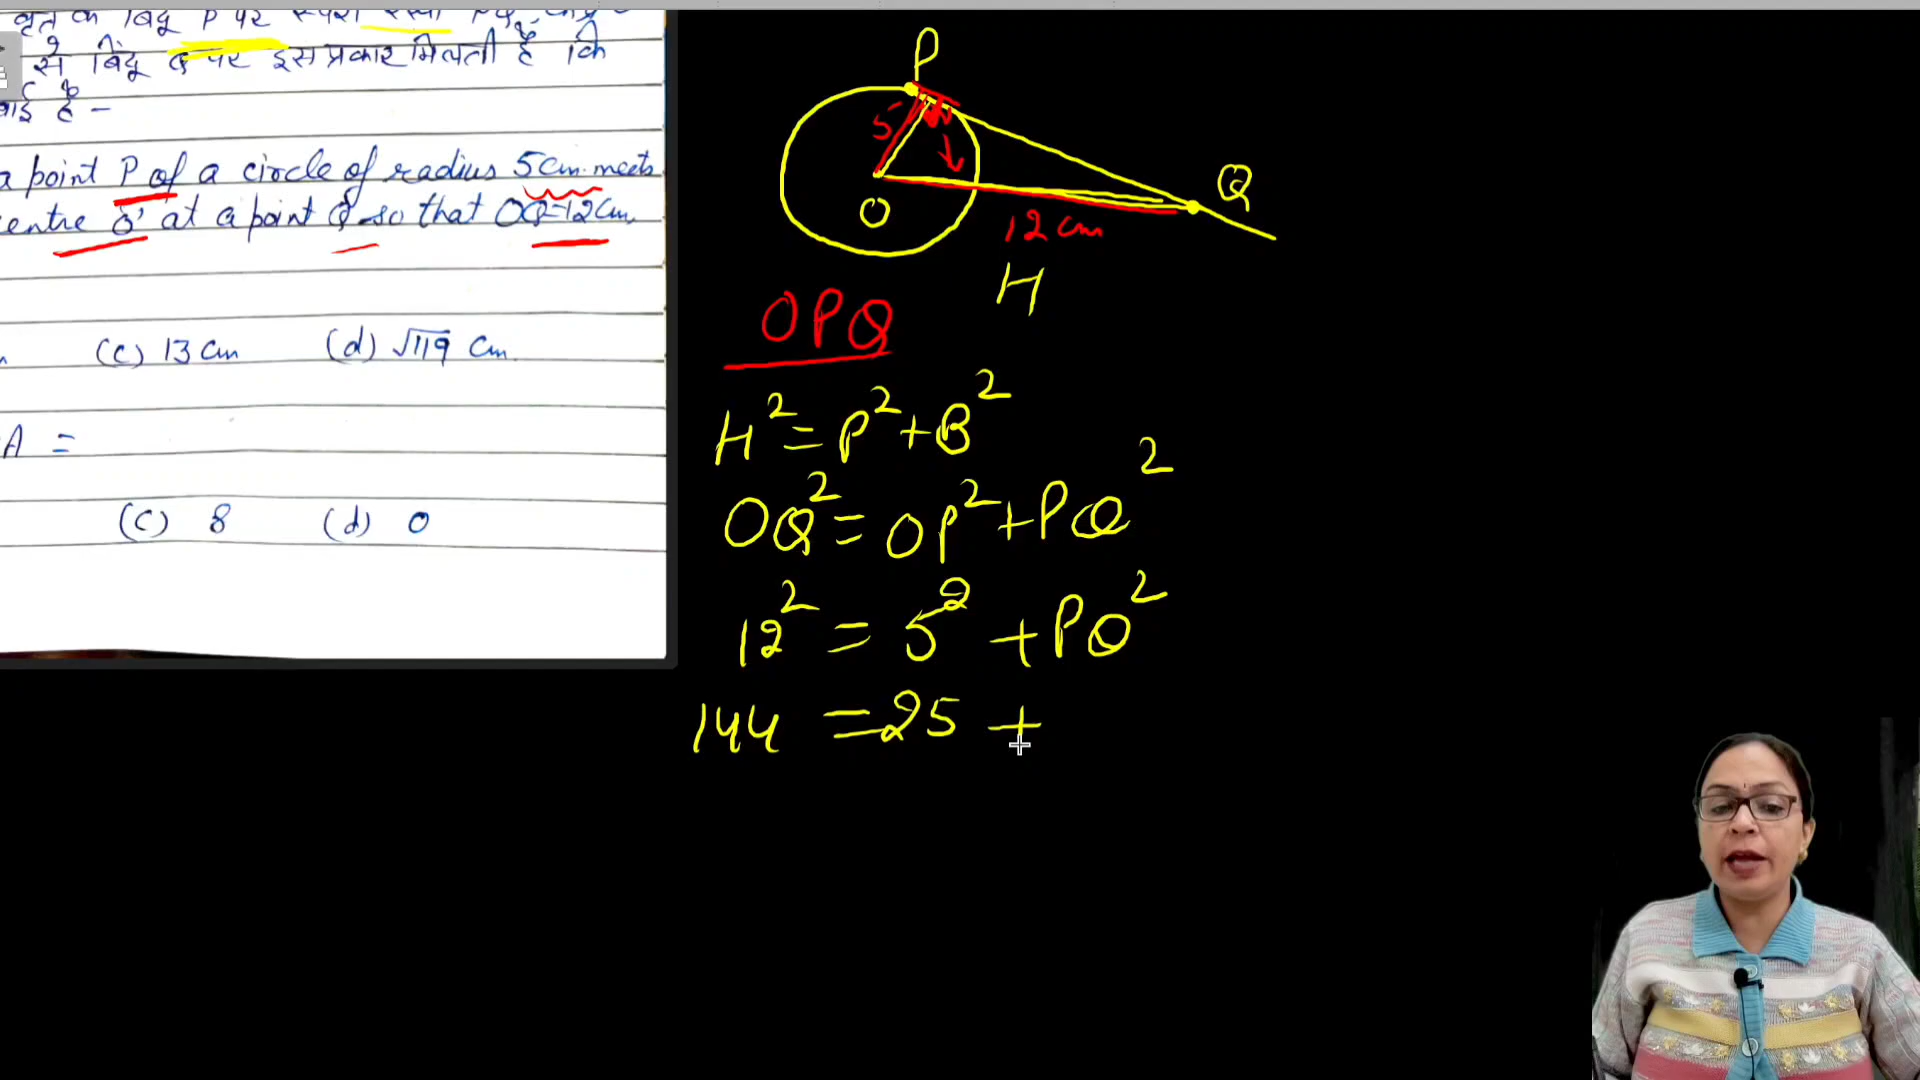 वृत के बिंदु P पर स्पर्श रेखा
से बिंदु Q पर इस प्रकार मिलती है कि
है –
a point P of a circle of radius 5cm. meets
centre 'O' at a point Q so that OQ=12cm
(c) 13 cm (d) √119 cm.
A =
(C) 8 (d) 0
P
5
O
Q
12 cm
H
OPQ
H² = P² + B²
OQ² = OP² + PQ²
12² = 5² + PQ²
144 = 25 +